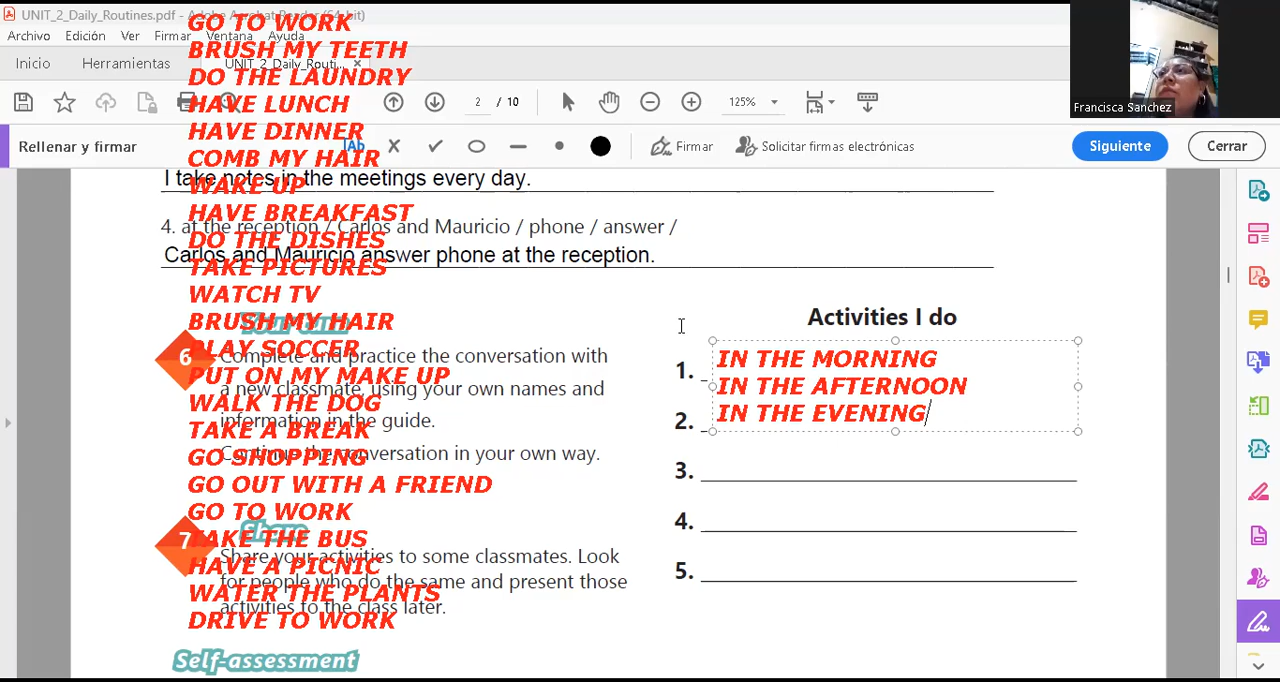 UNIT_2_Daily_Routines.pdf - Adobe Acrobat Reader (64-bit)
Archivo Edición Ver Firmar Ventana Ayuda
Inicio Herramientas UNIT_2_Daily_Routi... ×
2 / 10 125%
Francisca Sanchez
Rellenar y firmar IAb Firmar Solicitar firmas electrónicas Siguiente Cerrar
GO TO WORK
BRUSH MY TEETH
DO THE LAUNDRY
HAVE LUNCH
HAVE DINNER
COMB MY HAIR
WAKE UP
HAVE BREAKFAST
DO THE DISHES
TAKE PICTURES
WATCH TV
BRUSH MY HAIR
PLAY SOCCER
PUT ON MY MAKE UP
WALK THE DOG
TAKE A BREAK
GO SHOPPING
GO OUT WITH A FRIEND
GO TO WORK
TAKE THE BUS
HAVE A PICNIC
WATER THE PLANTS
DRIVE TO WORK
I take notes in the meetings every day.
4. at the reception / Carlos and Mauricio / phone / answer /
Carlos and Mauricio answer phone at the reception.
Your turn
6 Complete and practice the conversation with
a new classmate, using your own names and
information in the guide.
Continue the conversation in your own way.
7 Share
Share your activities to some classmates. Look
for people who do the same and present those
activities to the class later.
Self-assessment
Activities I do
1.
2.
3.
4.
5.
IN THE MORNING
IN THE AFTERNOON
IN THE EVENING